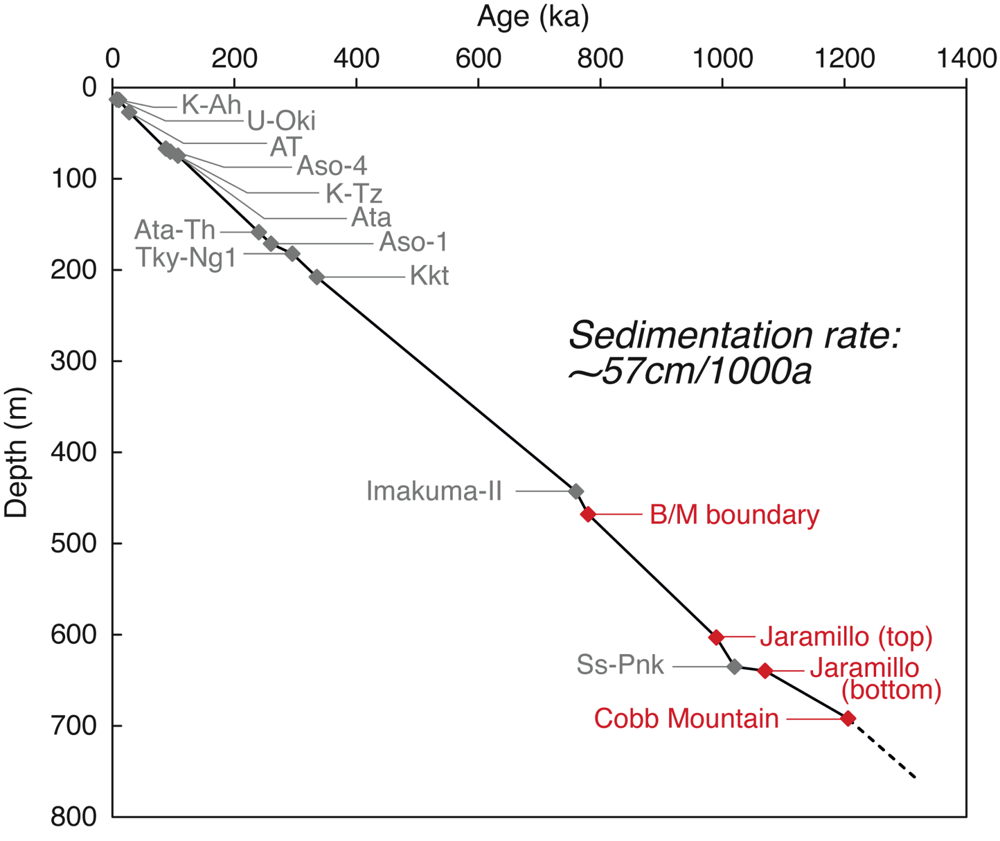 Age (ka)
0 200 400 600 800 1000 1200 1400
0
K-Ah
U-Oki
AT
Aso-4
100
K-Tz
Ata
Ata-Th
Aso-1
Tky-Ng1
200
Kkt
Sedimentation rate:
~57cm/1000a
300
Depth (m)
400
Imakuma-II
B/M boundary
500
600
Jaramillo (top)
Ss-Pnk
Jaramillo
(bottom)
Cobb Mountain
700
800